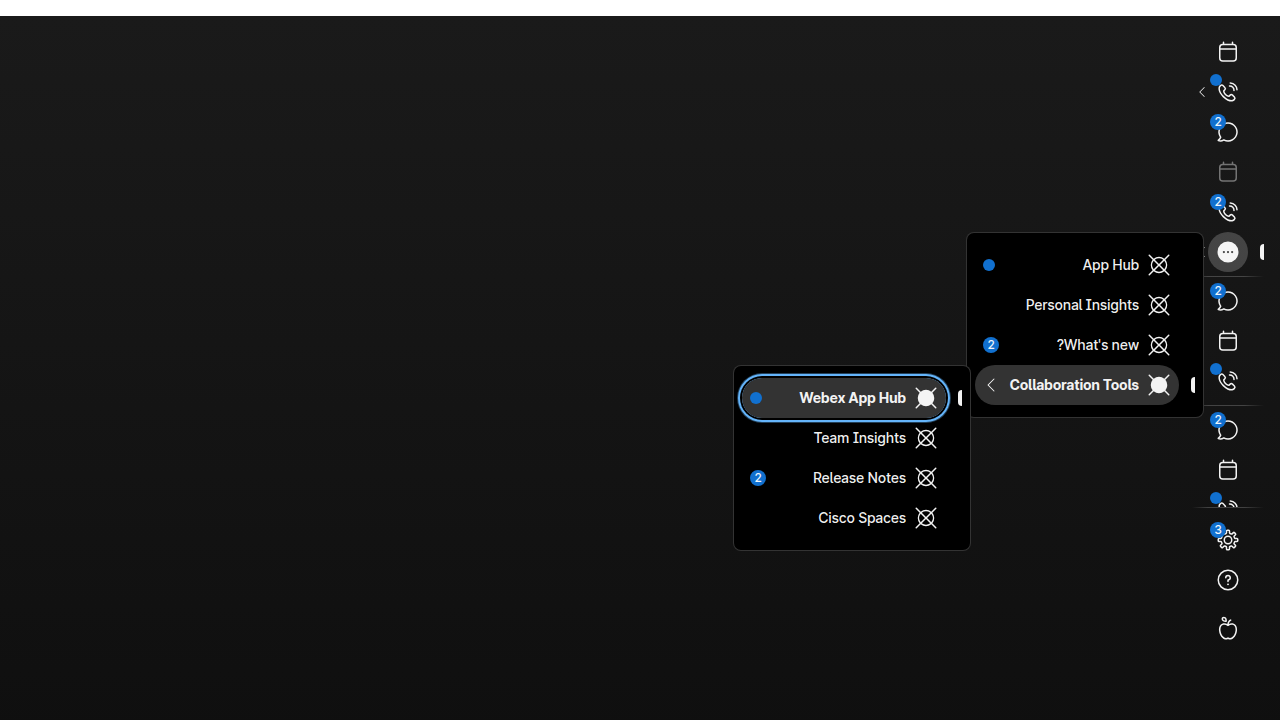 2
2
App Hub
Personal Insights
?What's new
2
Collaboration Tools
Webex App Hub
Team Insights
Release Notes
2
Cisco Spaces
2
2
3